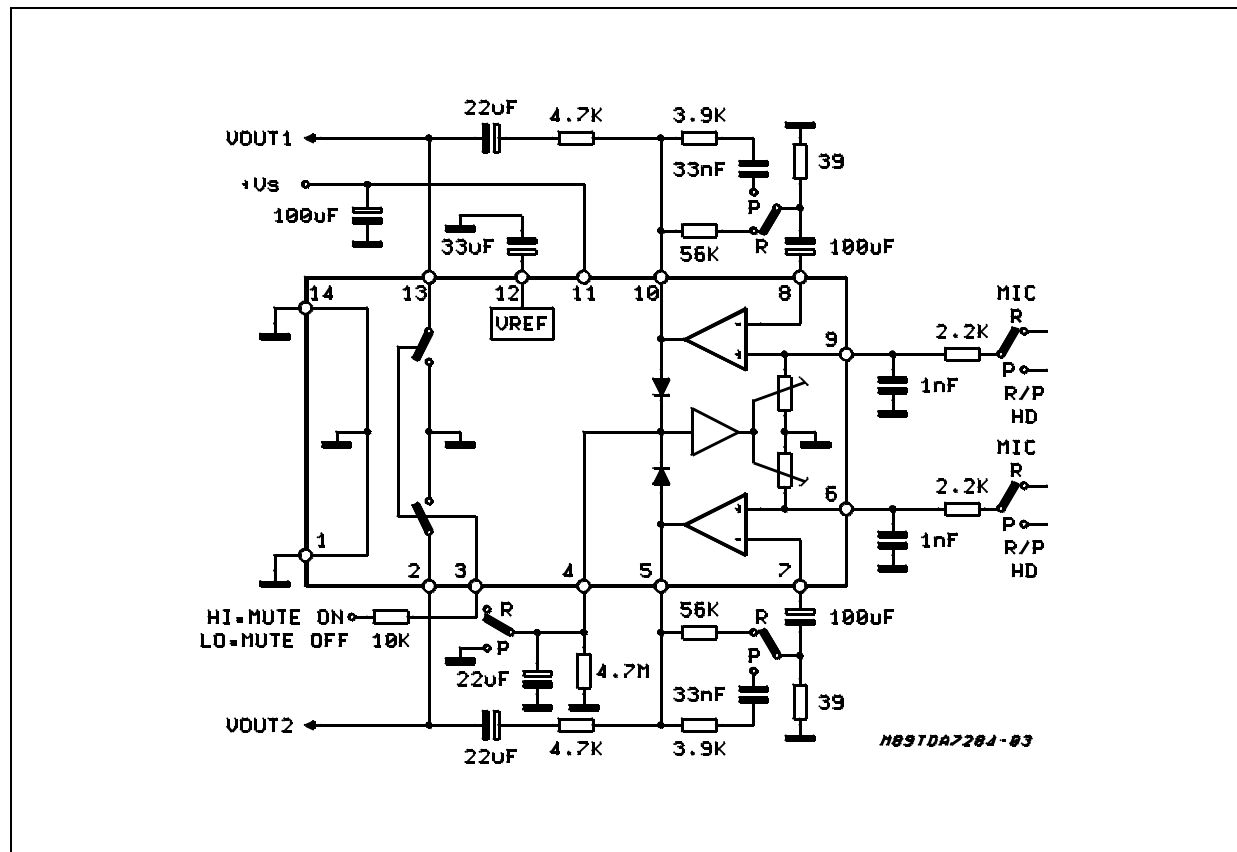 22uF
4.7K
3.9K
VOUT1
33nF
39
+Vs
P
100uF
33uF
R
56K
100uF
14
13
12
11
10
8
MIC
VREF
R
9
2.2K
P
1nF
R/P
HD
MIC
R
6
2.2K
P
1nF
R/P
HD
1
2
3
4
5
7
HI=MUTE ON
LO=MUTE OFF
10K
R
P
22uF
4.7M
56K
R
P
100uF
33nF
39
VOUT2
22uF
4.7K
3.9K
M89TDA7284-03